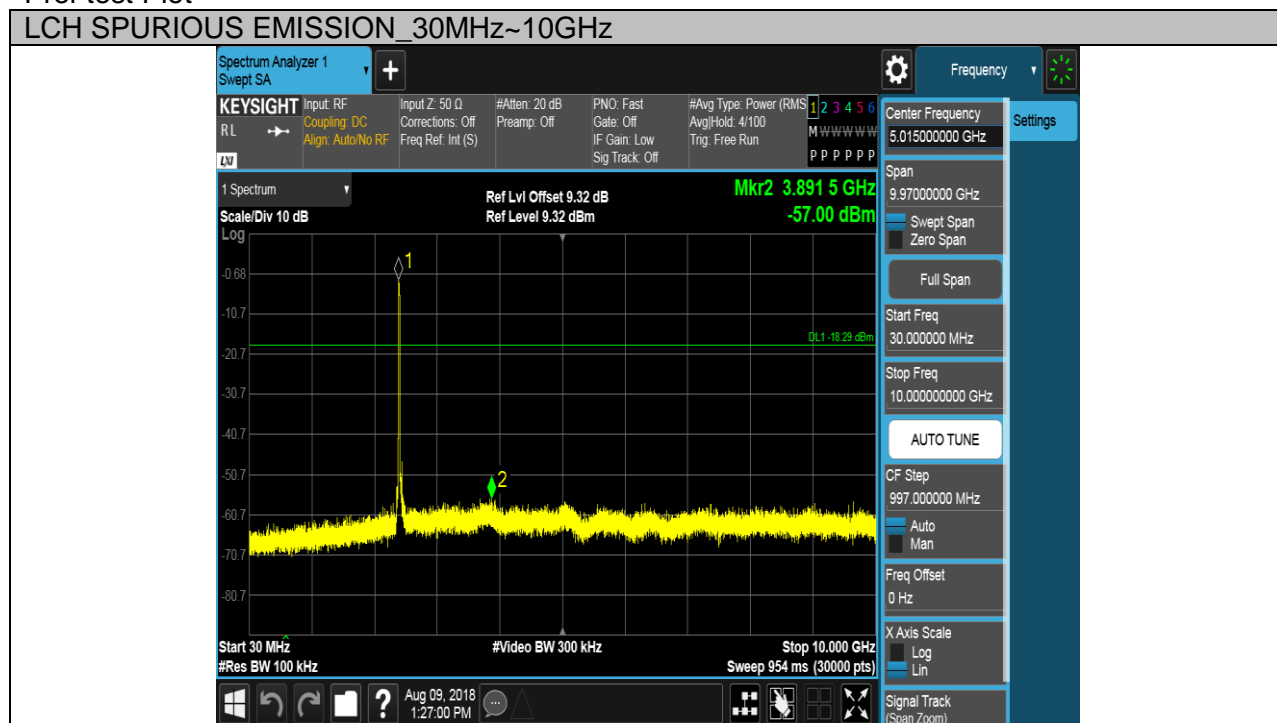 LCH SPURIOUS EMISSION_30MHz~10GHz
Spectrum Analyzer 1
Swept SA
+
Frequency
KEYSIGHT
RL
LXI
Input: RF
Coupling: DC
Align: Auto/No RF
Input Z: 50 Ω
Corrections: Off
Freq Ref: Int (S)
#Atten: 20 dB
Preamp: Off
PNO: Fast
Gate: Off
IF Gain: Low
Sig Track: Off
#Avg Type: Power (RMS
Avg|Hold: 4/100
Trig: Free Run
1 2 3 4 5 6
M W W W W W
P P P P P P
Center Frequency
5.015000000 GHz
Settings
Span
9.97000000 GHz
Swept Span
Zero Span
Full Span
Start Freq
30.000000 MHz
Stop Freq
10.000000000 GHz
AUTO TUNE
CF Step
997.000000 MHz
Auto
Man
Freq Offset
0 Hz
X Axis Scale
Log
Lin
Signal Track
(Span Zoom)
1 Spectrum
Scale/Div 10 dB
Log
Ref Lvl Offset 9.32 dB
Ref Level 9.32 dBm
Mkr2 3.891 5 GHz
-57.00 dBm
1
-0.68
-10.7
DL1 -18.29 dBm
-20.7
-30.7
-40.7
-50.7
2
-60.7
-70.7
-80.7
Start 30 MHz
#Video BW 300 kHz
Stop 10.000 GHz
#Res BW 100 kHz
Sweep 954 ms (30000 pts)
?
Aug 09, 2018
1:27:00 PM